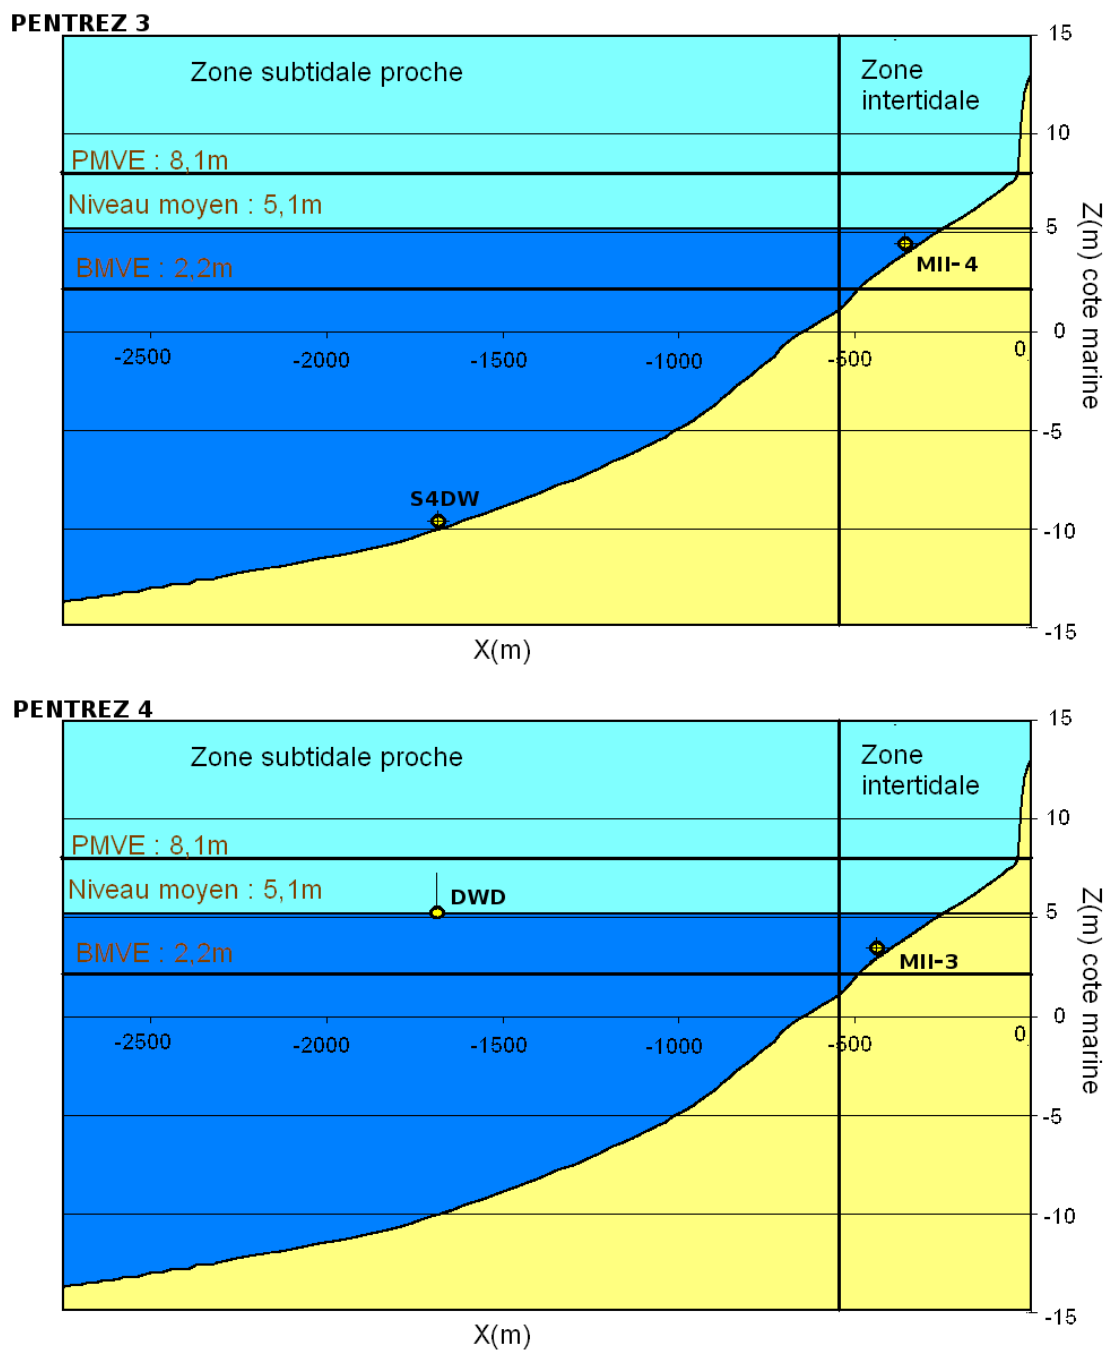 PENTREZ 3
15
Zone subtidale proche
Zone
intertidale
10
PMVE : 8,1m
Niveau moyen : 5,1m
5
BMVE : 2,2m
MII-4
Z(m) cote marine
0
-2500
-2000
-1500
-1000
-500
0
-5
S4DW
-10
-15
X(m)
PENTREZ 4
15
Zone subtidale proche
Zone
intertidale
10
PMVE : 8,1m
Niveau moyen : 5,1m
DWD
5
BMVE : 2,2m
MII-3
Z(m) cote marine
0
-2500
-2000
-1500
-1000
-500
0
-5
-10
-15
X(m)